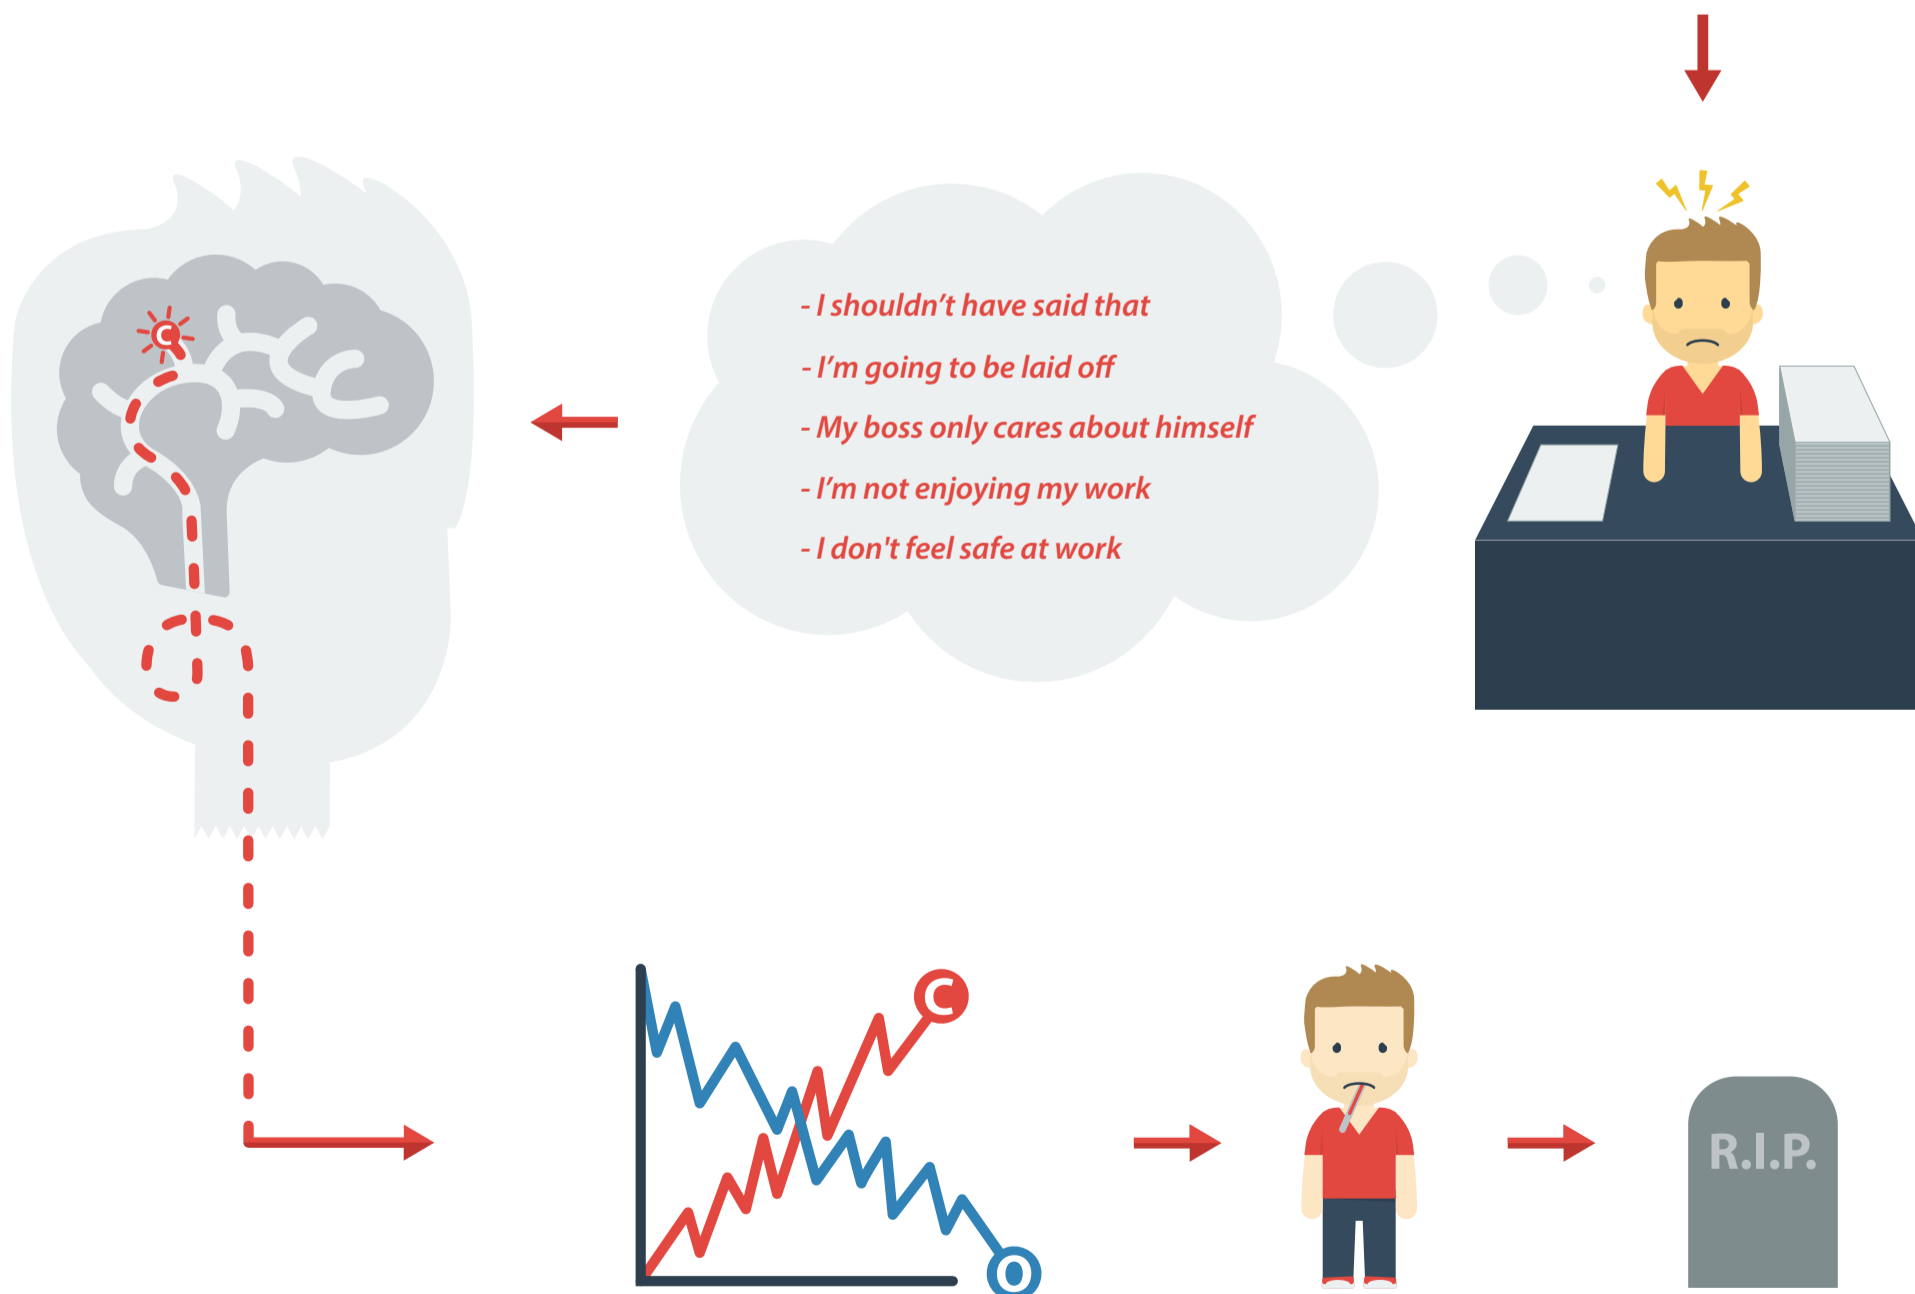 - I shouldn’t have said that
- I’m going to be laid off
- My boss only cares about himself
- I’m not enjoying my work
- I don't feel safe at work
C
C
O
R.I.P.